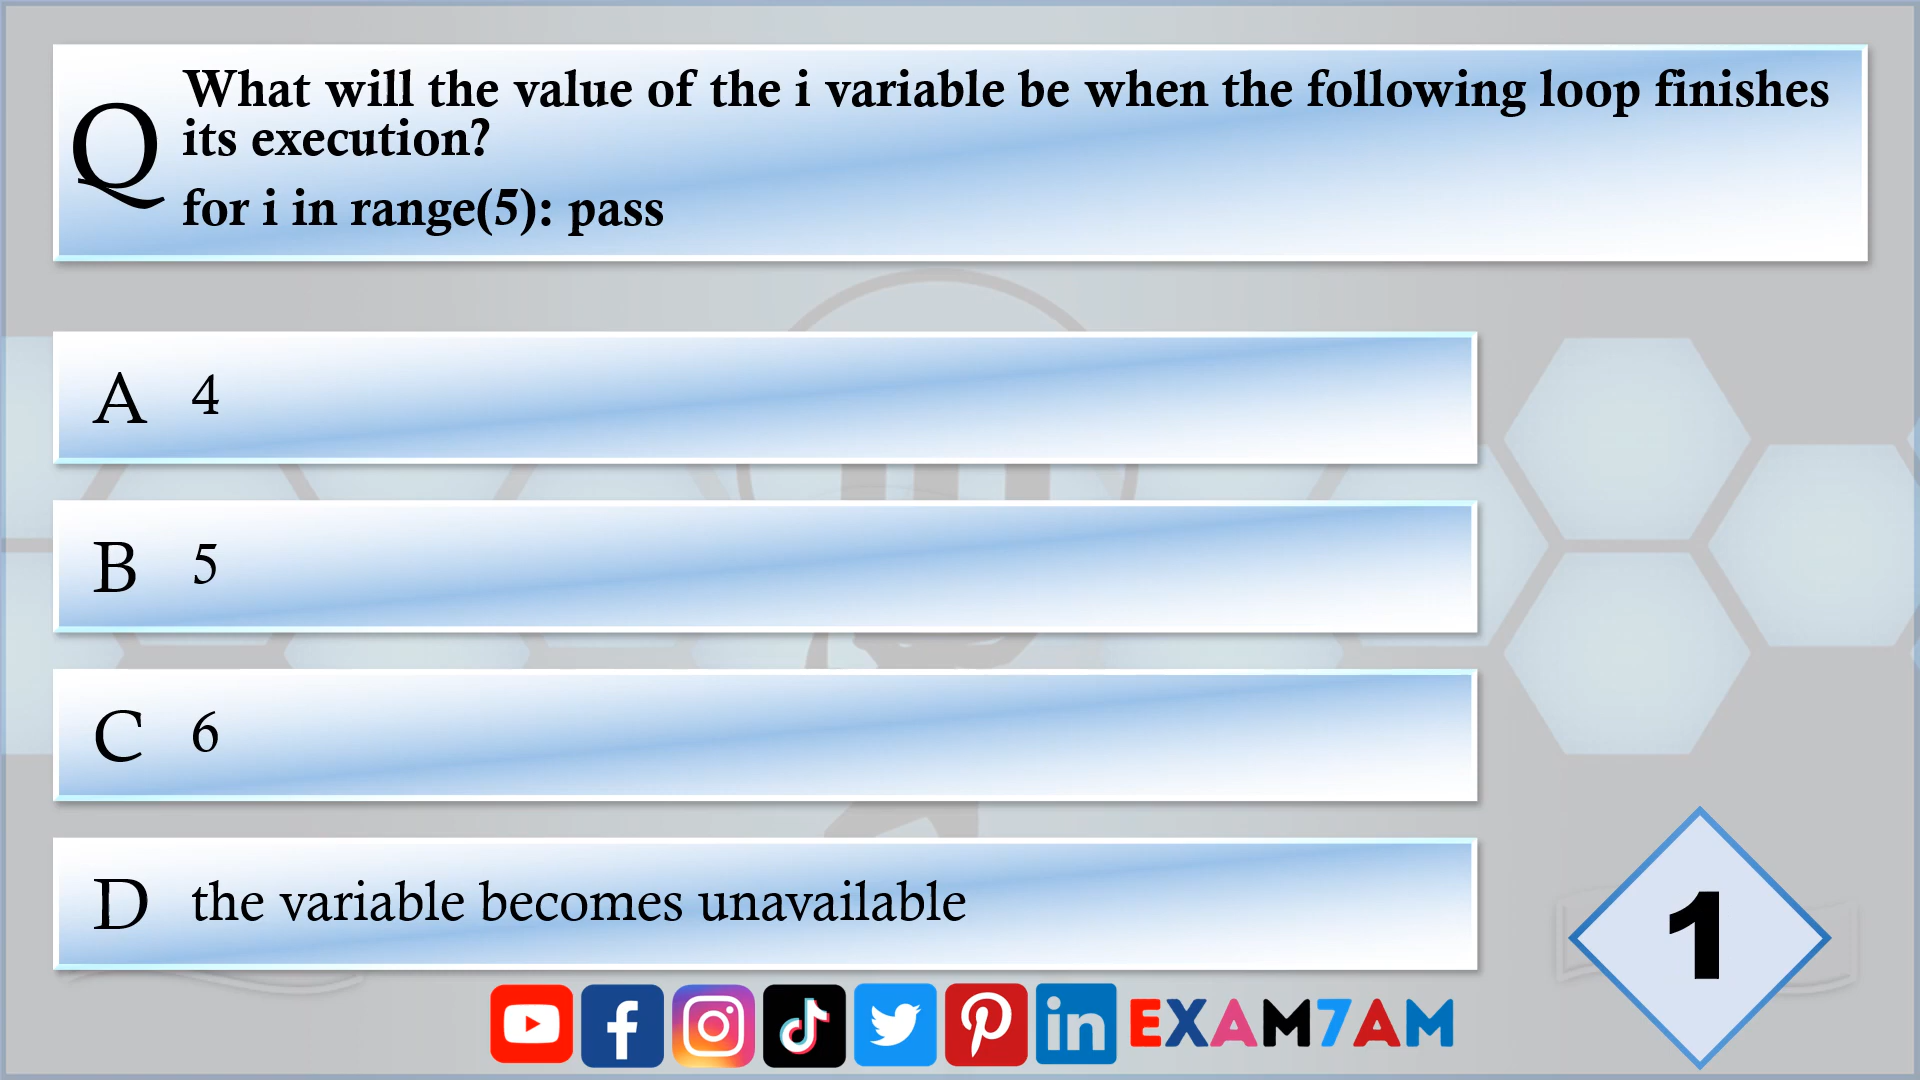 Q
What will the value of the i variable be when the following loop finishes
its execution?
for i in range(5): pass
A 4
B 5
C 6
D the variable becomes unavailable
1
EXAM7AM